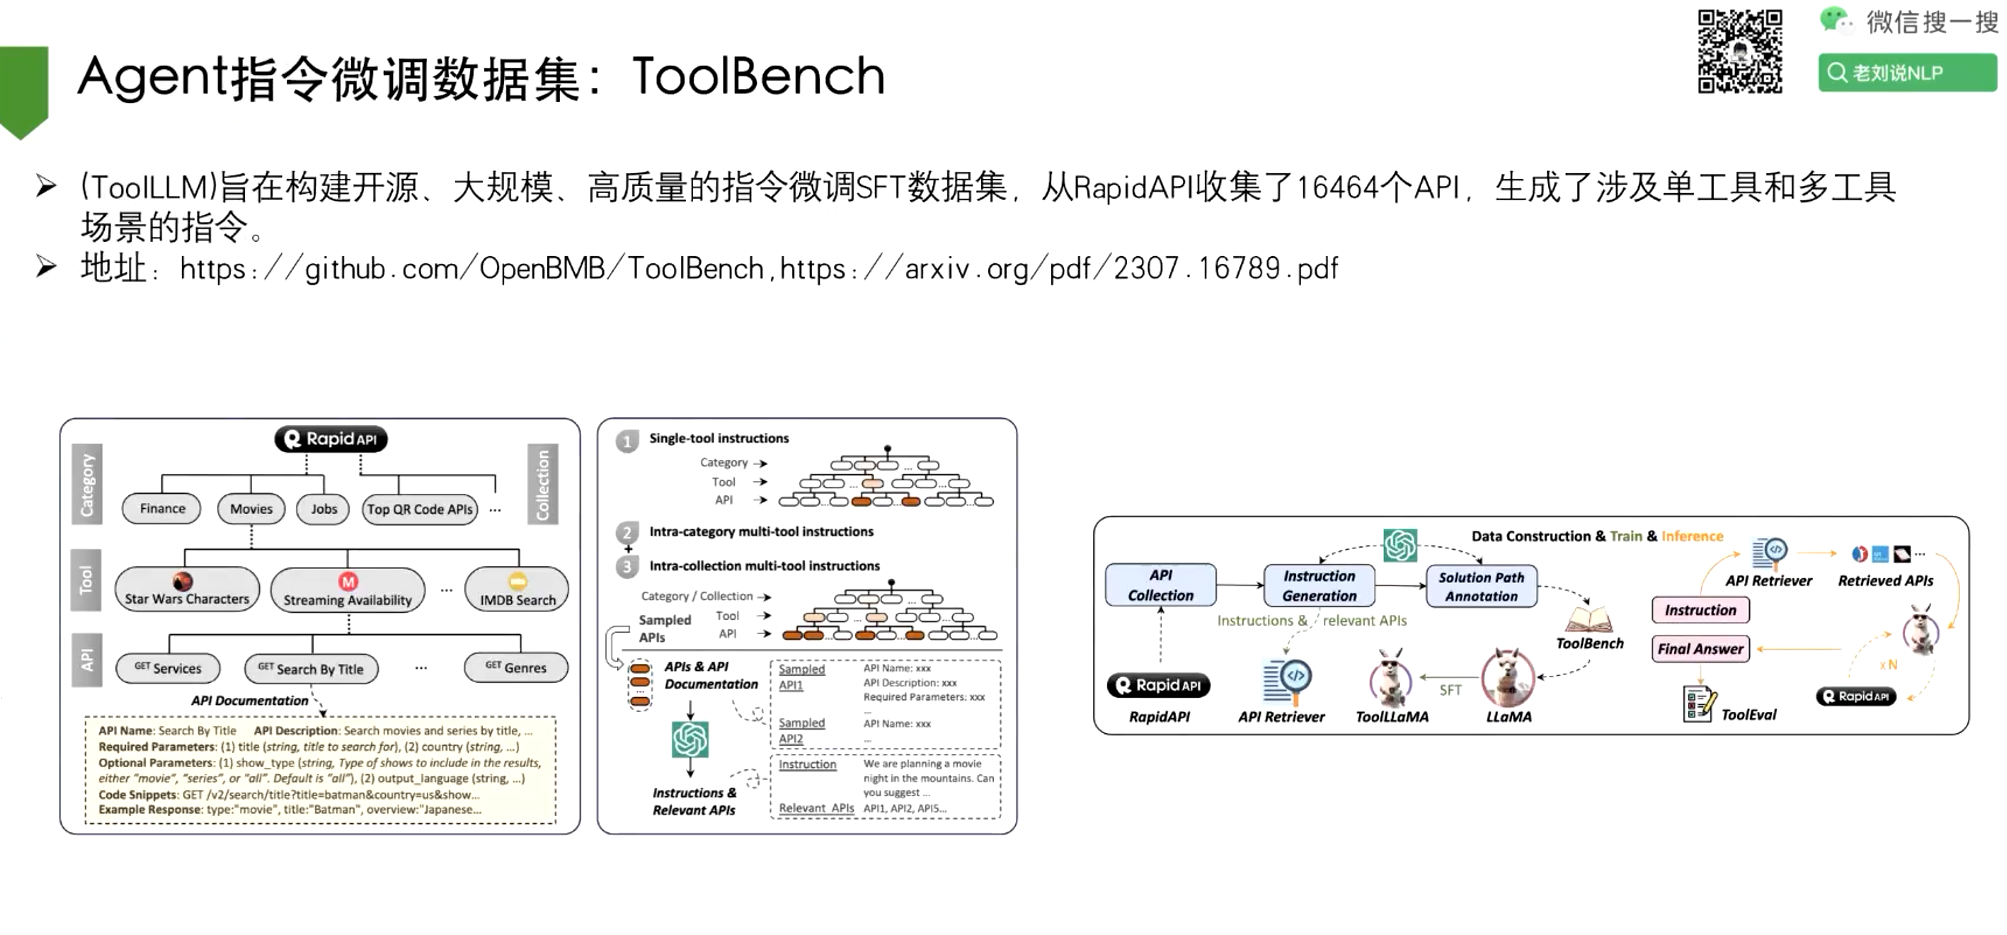 微信搜一搜
老刘说NLP
Agent指令微调数据集：ToolBench
(ToolLLM)旨在构建开源、大规模、高质量的指令微调SFT数据集，从RapidAPI收集了16464个API，生成了涉及单工具和多工具
场景的指令。
地址：https://github.com/OpenBMB/ToolBench,https://arxiv.org/pdf/2307.16789.pdf
Rapid API
Category
Collection
Finance
Movies
Jobs
Top QR Code APIs
...
Tool
Star Wars Characters
M
Streaming Availability
...
IMDB Search
API
GET Services
GET Search By Title
...
GET Genres
API Documentation
API Name: Search By Title API Description: Search movies and series by title, ...
Required Parameters: (1) title (string, title to search for), (2) country (string, ...)
Optional Parameters: (1) show_type (string, Type of shows to include in the results,
either "movie", "series", or "all". Default is "all"), (2) output_language (string, ...)
Code Snippets: GET /v2/search/title?title=batman&country=us&show...
Example Response: type:"movie", title:"Batman", overview:"Japanese...
1 Single-tool instructions
Category
Tool
API
2 Intra-category multi-tool instructions
+
3 Intra-collection multi-tool instructions
Category / Collection
Tool
API
Sampled
APIs
APIs & API
Documentation
Instructions &
Relevant APIs
Sampled
API1
API Name: xxx
API Description: xxx
Required Parameters: xxx
...
Sampled
API2
API Name: xxx
...
Instruction
We are planning a movie
night in the mountains. Can
you suggest ...
Relevant APIs
API1, API2, API5...
Data Construction & Train & Inference
API
Collection
Instruction
Generation
Solution Path
Annotation
Instructions & relevant APIs
ToolBench
Rapid API
RapidAPI
API Retriever
ToolLLaMA
SFT
LLaMA
API Retriever
Retrieved APIs
...
Instruction
Final Answer
x N
Rapid API
ToolEval